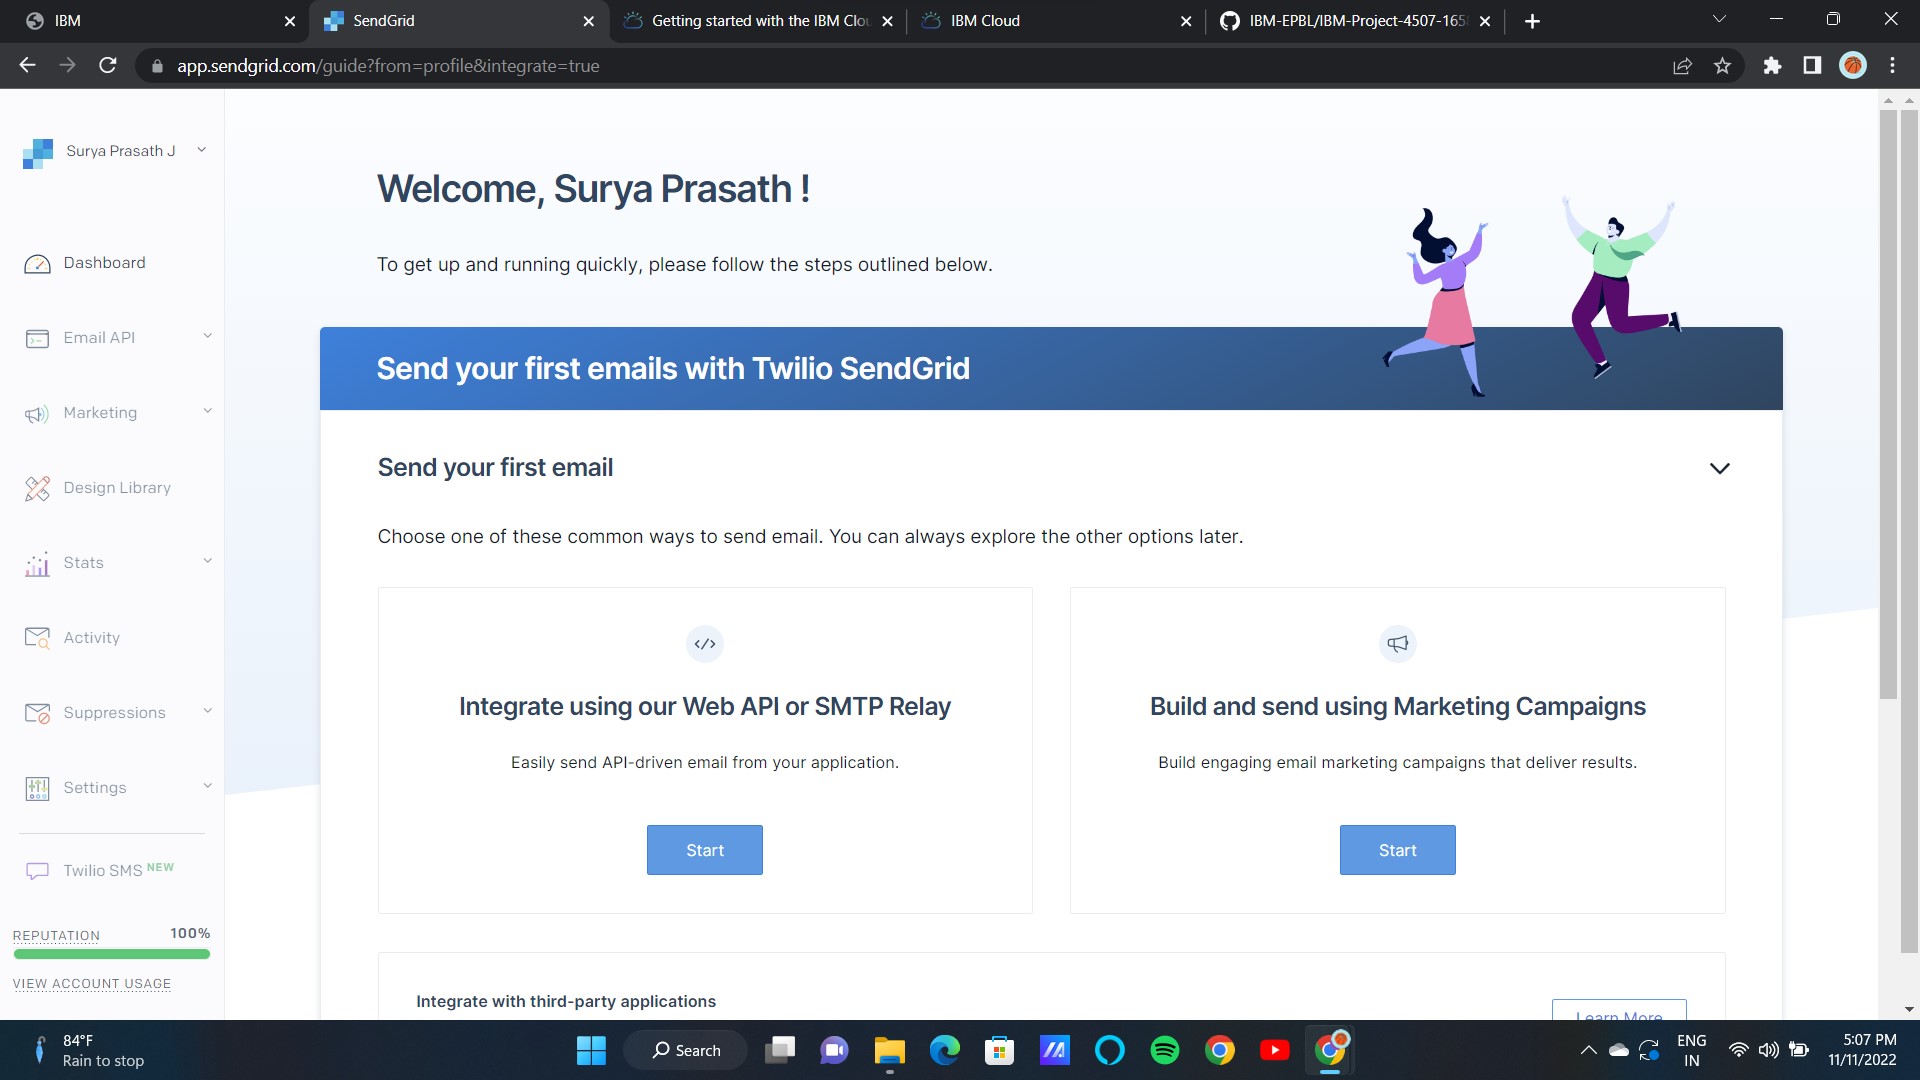 IBM
SendGrid
Getting started with the IBM Clou
IBM Cloud
IBM-EPBL/IBM-Project-4507-165
app.sendgrid.com/guide?from=profile&integrate=true
Surya Prasath J
Dashboard
Email API
Marketing
Design Library
Stats
Activity
Suppressions
Settings
Twilio SMS NEW
REPUTATION 100%
VIEW ACCOUNT USAGE
Welcome, Surya Prasath !
To get up and running quickly, please follow the steps outlined below.
Send your first emails with Twilio SendGrid
Send your first email
Choose one of these common ways to send email. You can always explore the other options later.
Integrate using our Web API or SMTP Relay
Easily send API-driven email from your application.
Start
Build and send using Marketing Campaigns
Build engaging email marketing campaigns that deliver results.
Start
Integrate with third-party applications
Learn More
84°F
Rain to stop
Search
ENG
IN
5:07 PM
11/11/2022